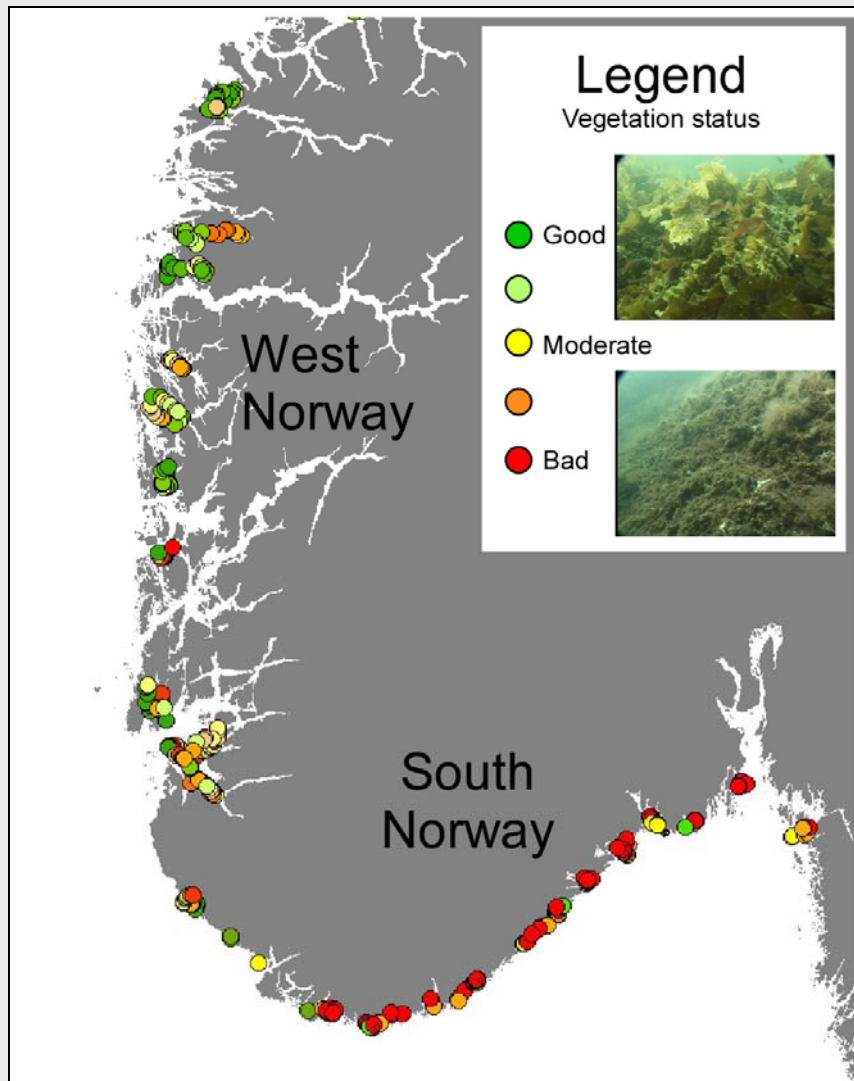 Legend
Vegetation status
Good
Moderate
Bad
West
Norway
South
Norway